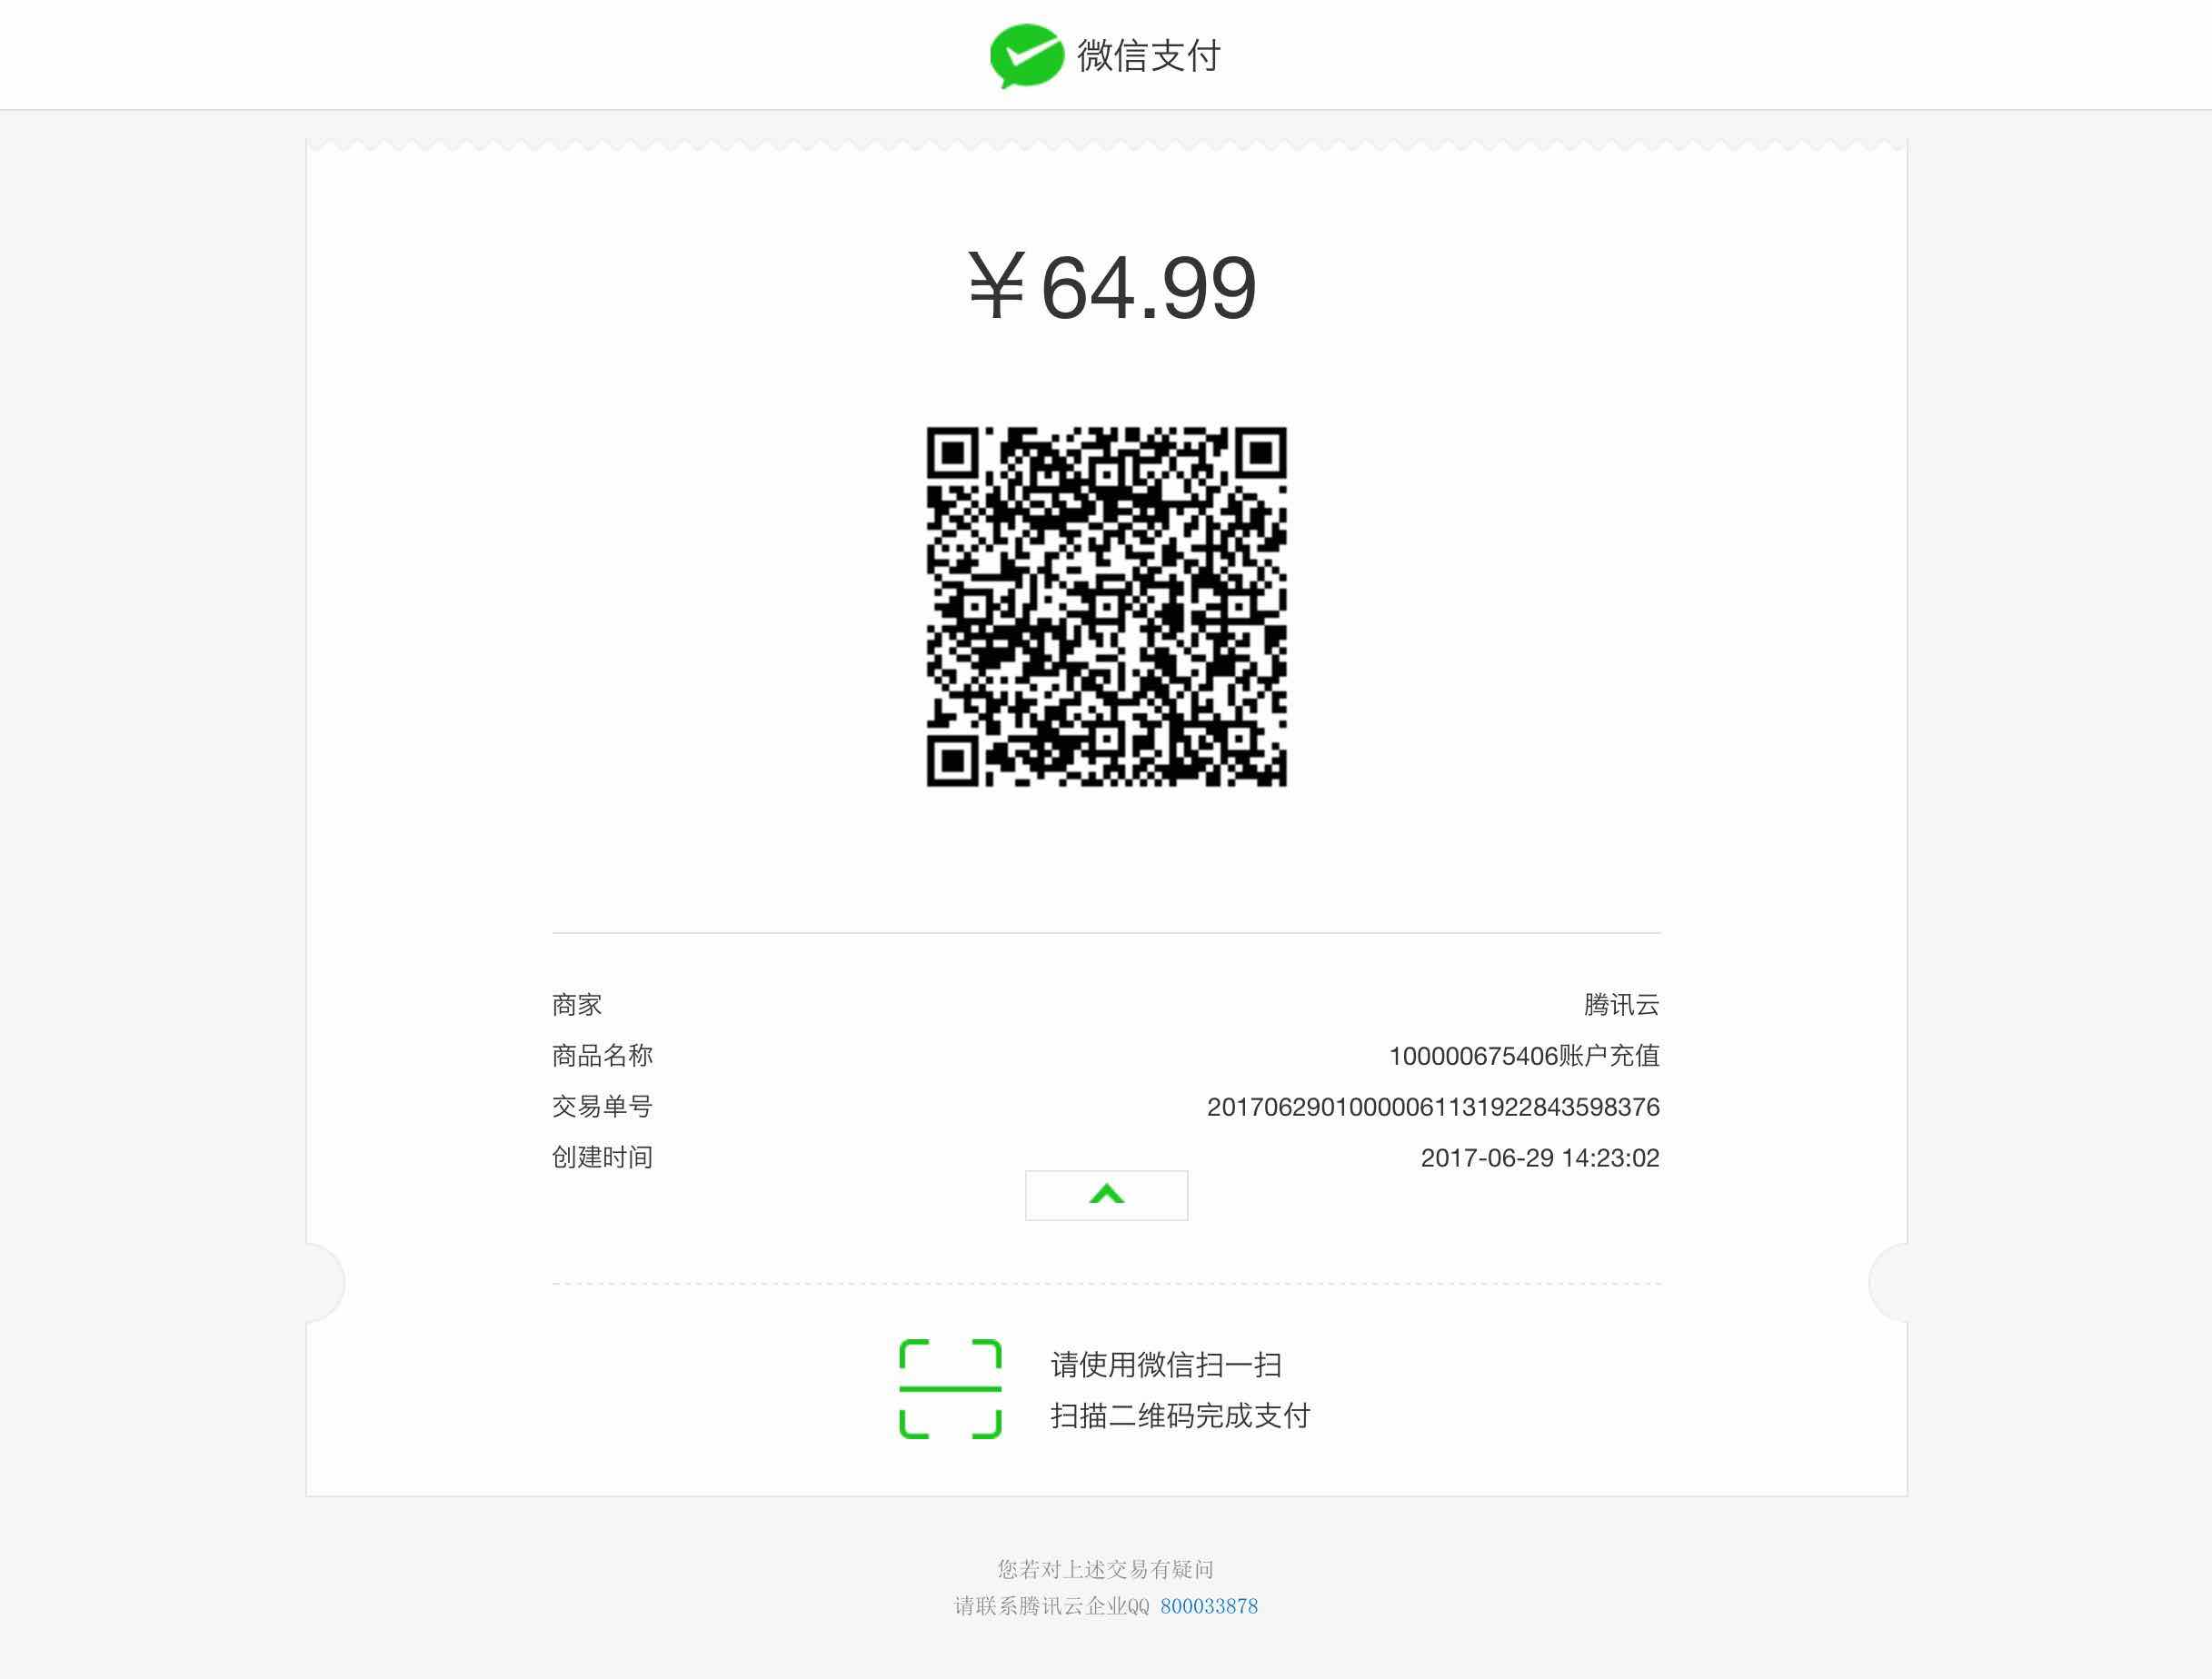 微信支付
￥64.99
商家 腾讯云
商品名称 100000675406账户充值
交易单号 20170629010000061131922843598376
创建时间 2017-06-29 14:23:02
请使用微信扫一扫
扫描二维码完成支付
您若对上述交易有疑问
请联系腾讯云企业QQ 800033878